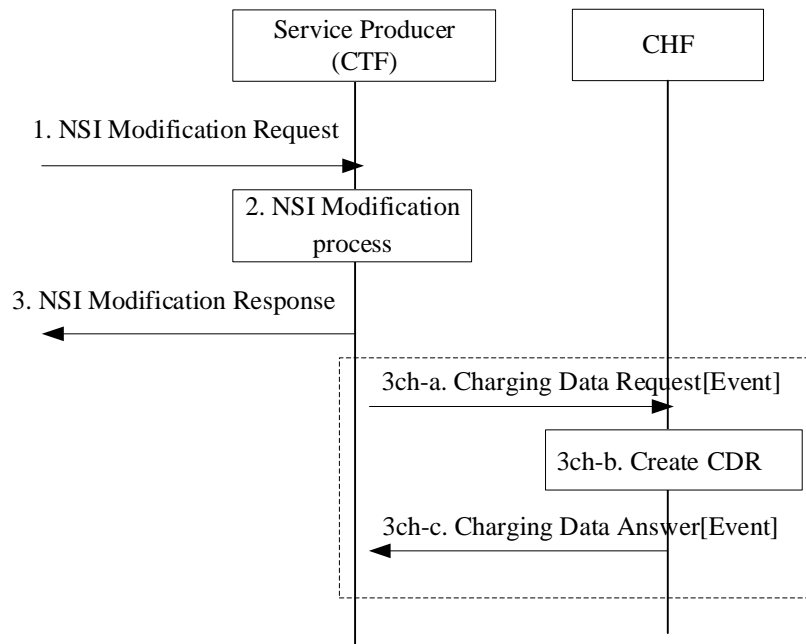 Service Producer
(CTF)
CHF
1. NSI Modification Request
2. NSI Modification
process
3. NSI Modification Response
3ch-a. Charging Data Request[Event]
3ch-b. Create CDR
3ch-c. Charging Data Answer[Event]